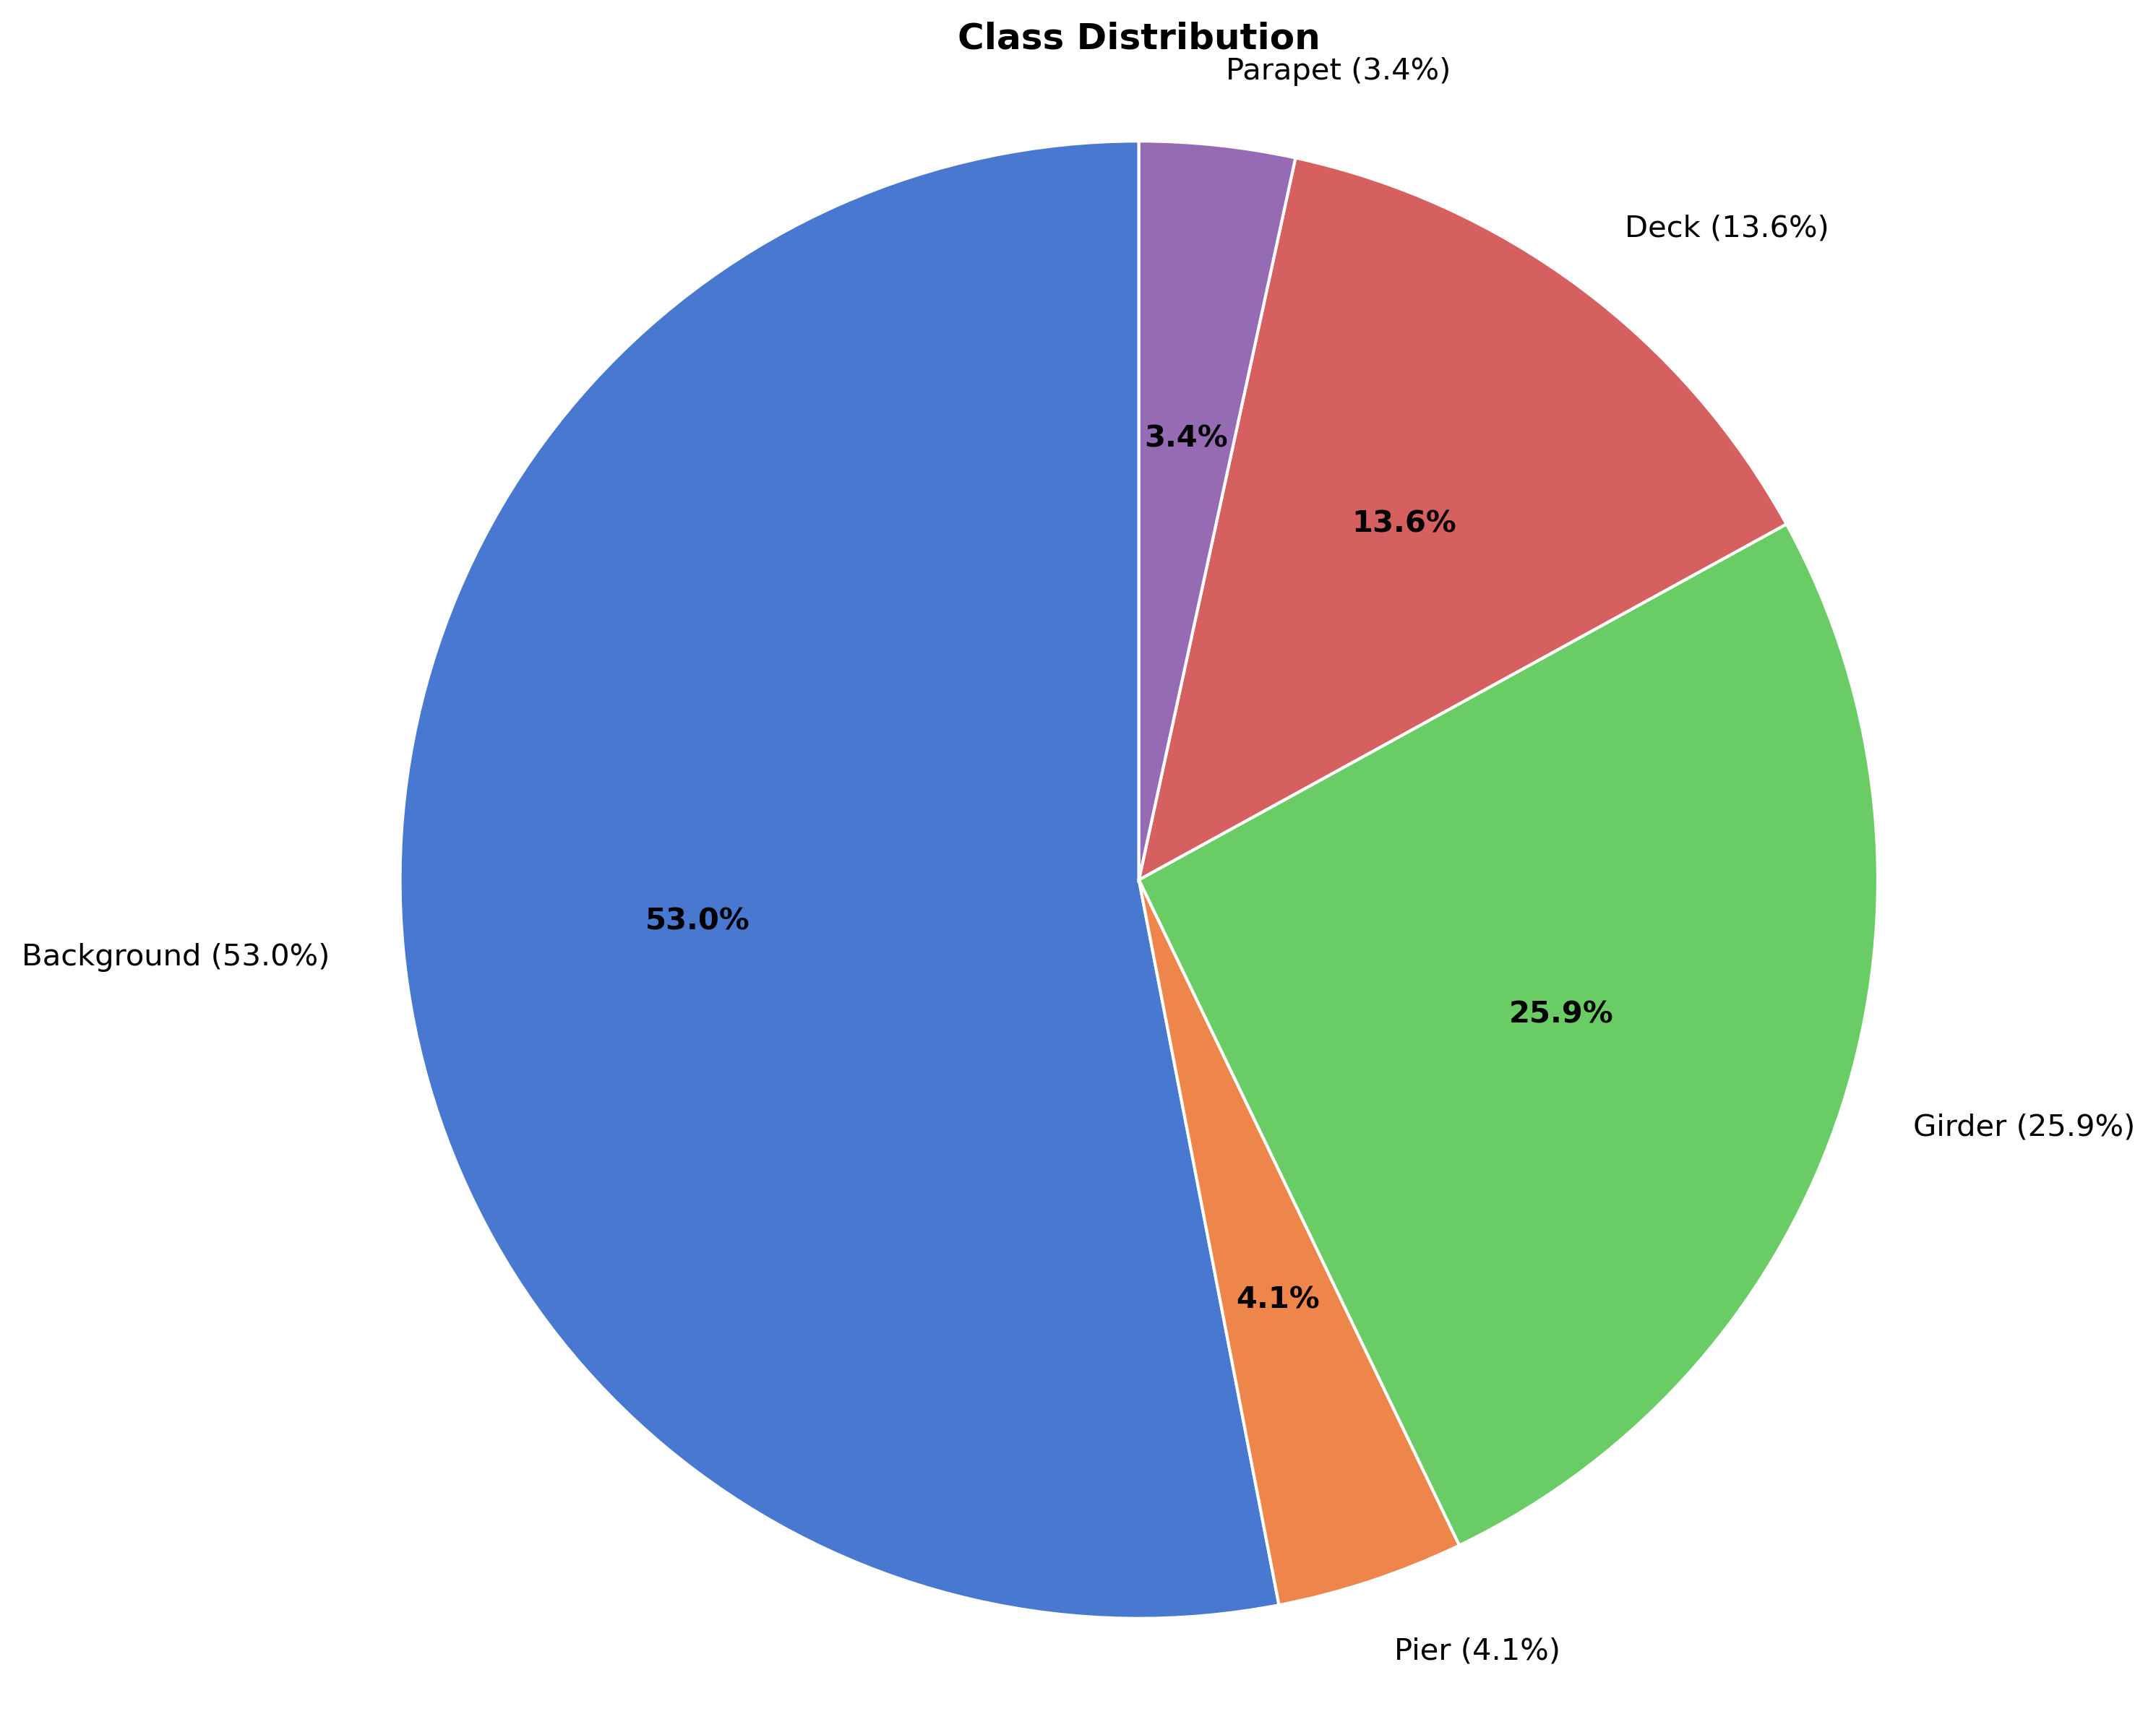 Class Distribution
Parapet (3.4%)
Deck (13.6%)
3.4%
13.6%
53.0%
Background (53.0%)
25.9%
Girder (25.9%)
4.1%
Pier (4.1%)